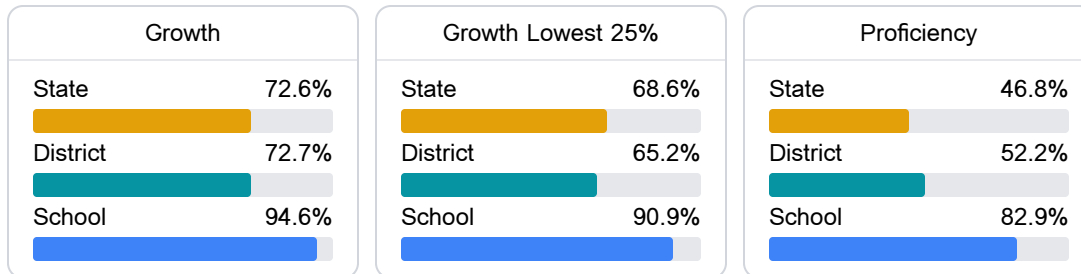 Growth
State 72.6%
District 72.7%
School 94.6%
Growth Lowest 25%
State 68.6%
District 65.2%
School 90.9%
Proficiency
State 46.8%
District 52.2%
School 82.9%